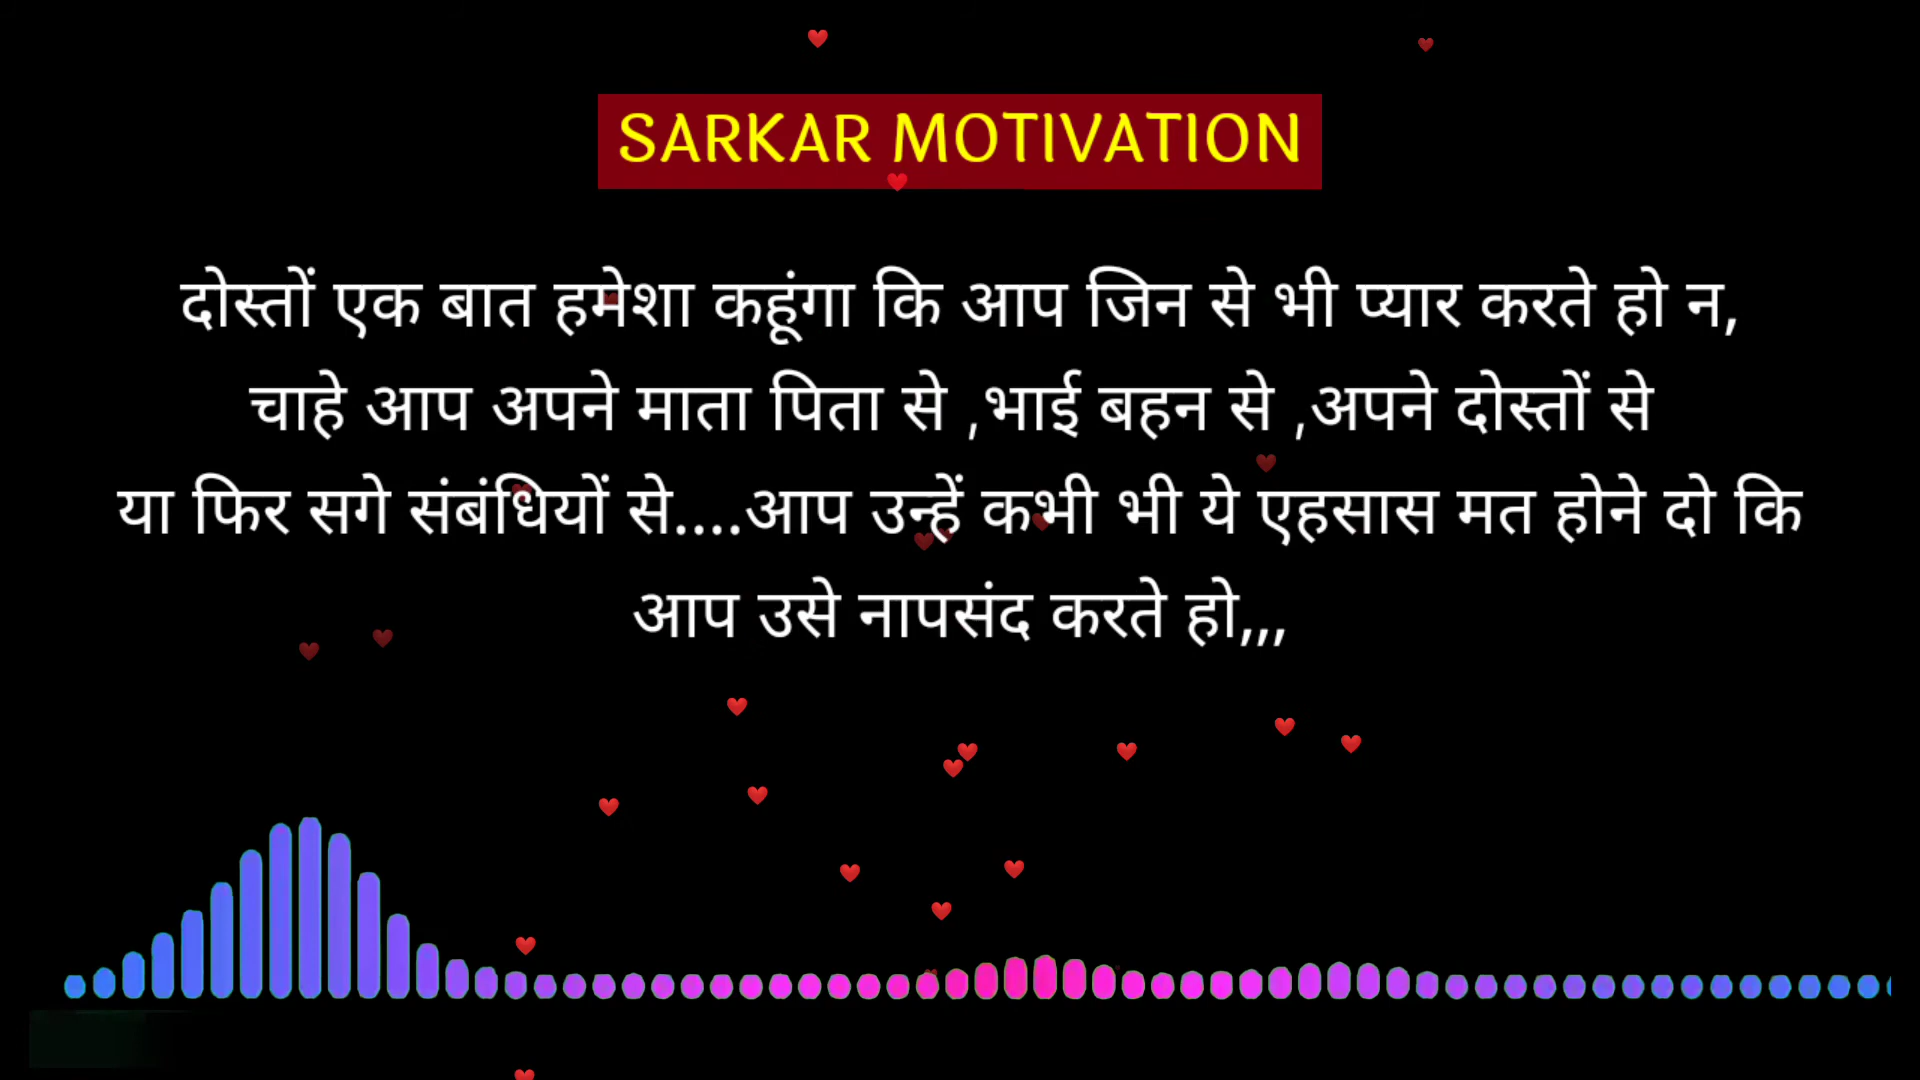 SARKAR MOTIVATION
दोस्तों एक बात हमेशा कहूंगा कि आप जिन से भी प्यार करते हो न,
चाहे आप अपने माता पिता से ,भाई बहन से ,अपने दोस्तों से
या फिर सगे संबंधियों से....आप उन्हें कभी भी ये एहसास मत होने दो कि
आप उसे नापसंद करते हो,,,